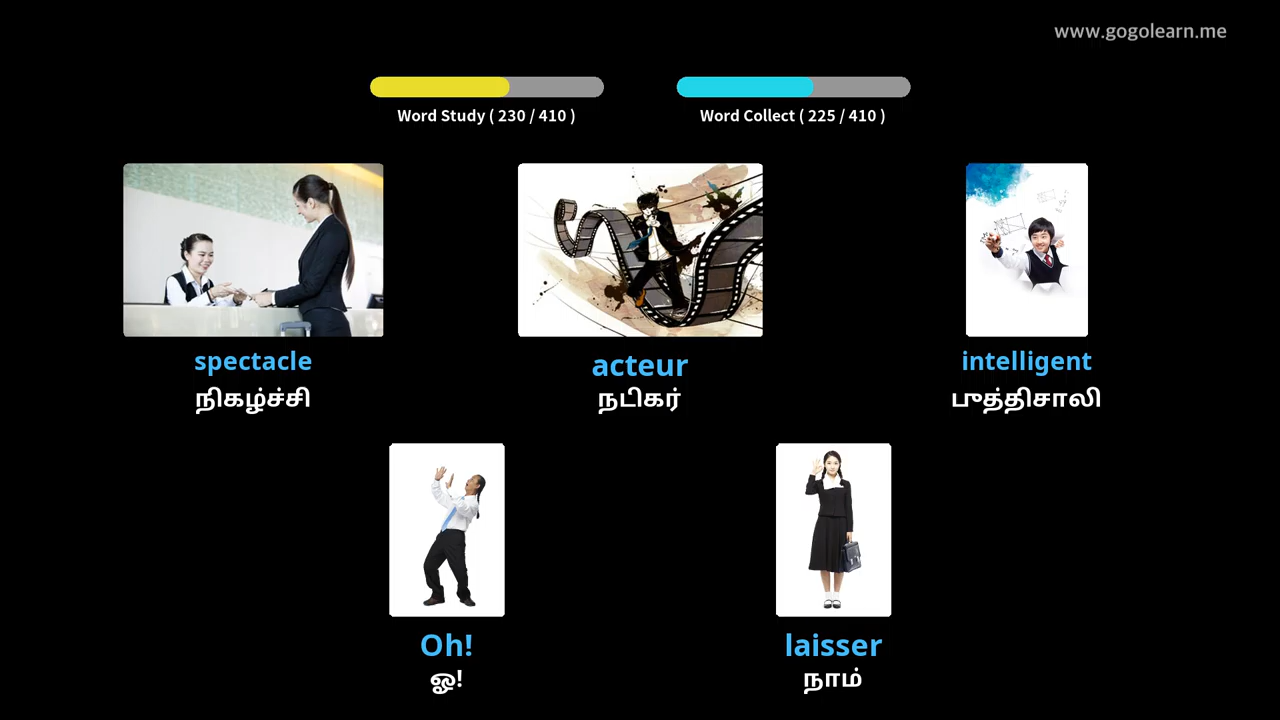 www.gogolearn.me
Word Study ( 230 / 410 )
Word Collect ( 225 / 410 )
spectacle
நிகழ்ச்சி
acteur
நடிகர்
intelligent
புத்திசாலி
Oh!
ஓ!
laisser
நாம்